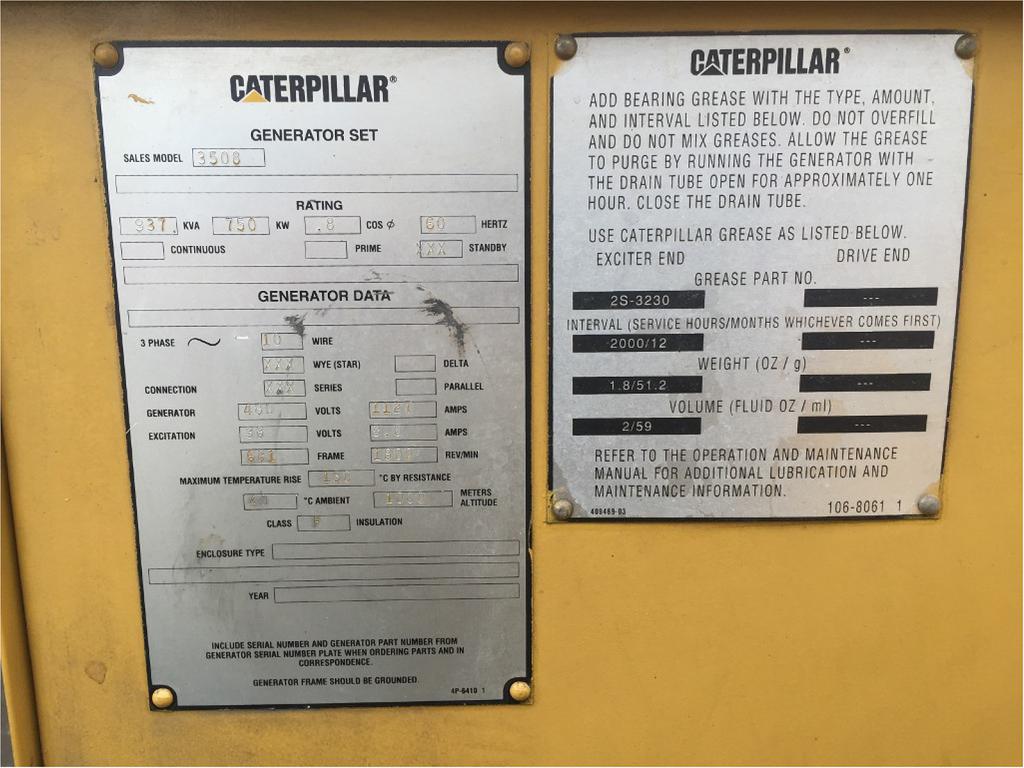 CATERPILLAR®
GENERATOR SET
SALES MODEL 3508
RATING
937. KVA 750 KW .8 COS φ 60 HERTZ
CONTINUOUS PRIME XXX STANDBY
GENERATOR DATA
3 PHASE 10 WIRE
XXX WYE (STAR) DELTA
CONNECTION XXX SERIES PARALLEL
GENERATOR VOLTS AMPS
EXCITATION VOLTS AMPS
681 FRAME 1800 REV/MIN
MAXIMUM TEMPERATURE RISE °C BY RESISTANCE
°C AMBIENT METERS ALTITUDE
CLASS F INSULATION
ENCLOSURE TYPE
YEAR
INCLUDE SERIAL NUMBER AND GENERATOR PART NUMBER FROM
GENERATOR SERIAL NUMBER PLATE WHEN ORDERING PARTS AND IN
CORRESPONDENCE.
GENERATOR FRAME SHOULD BE GROUNDED.
4P-6410 1
CATERPILLAR®
ADD BEARING GREASE WITH THE TYPE, AMOUNT,
AND INTERVAL LISTED BELOW. DO NOT OVERFILL
AND DO NOT MIX GREASES. ALLOW THE GREASE
TO PURGE BY RUNNING THE GENERATOR WITH
THE DRAIN TUBE OPEN FOR APPROXIMATELY ONE
HOUR. CLOSE THE DRAIN TUBE.
USE CATERPILLAR GREASE AS LISTED BELOW.
EXCITER END DRIVE END
GREASE PART NO.
2S-3230 ---
INTERVAL (SERVICE HOURS/MONTHS WHICHEVER COMES FIRST)
2000/12 ---
WEIGHT (OZ / g)
1.8/51.2 ---
VOLUME (FLUID OZ / ml)
2/59 ---
REFER TO THE OPERATION AND MAINTENANCE
MANUAL FOR ADDITIONAL LUBRICATION AND
MAINTENANCE INFORMATION.
409469-03 106-8061 1